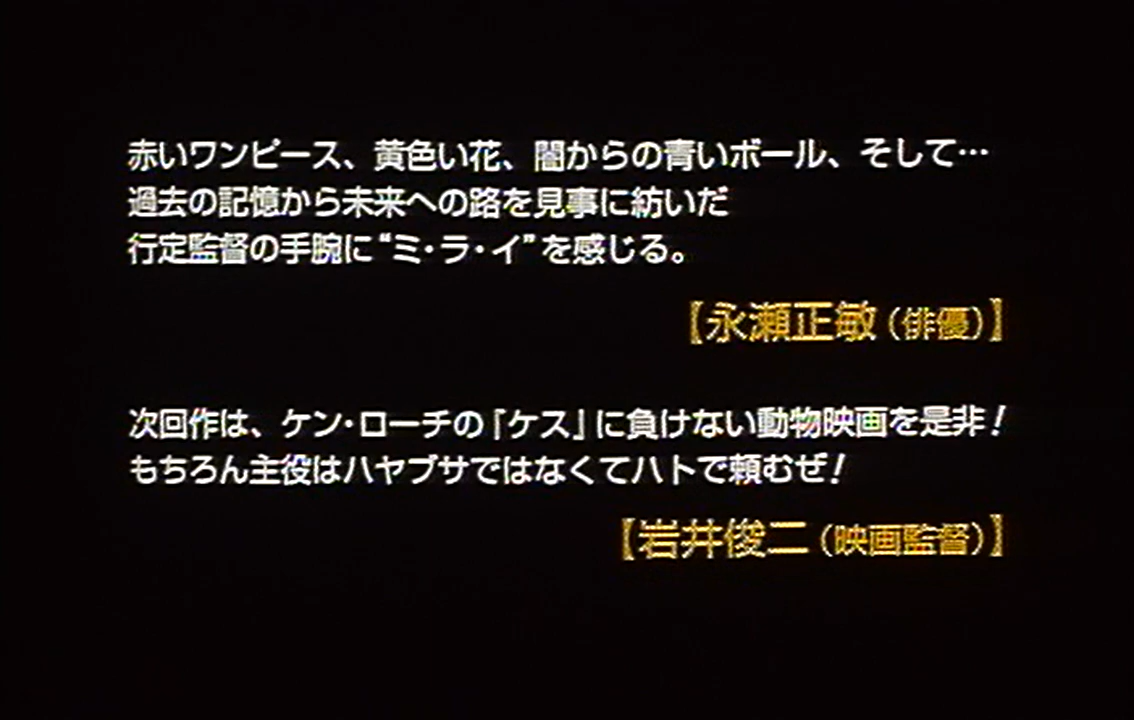 赤いワンピース、黄色い花、闇からの青いボール、そして…
過去の記憶から未来への路を見事に紡いだ
行定監督の手腕に“ミ・ラ・イ”を感じる。
【永瀬正敏（俳優）】
次回作は、ケン・ローチの『ケス』に負けない動物映画を是非！
もちろん主役はハヤブサではなくてハトで頼むぜ！
【岩井俊二（映画監督）】